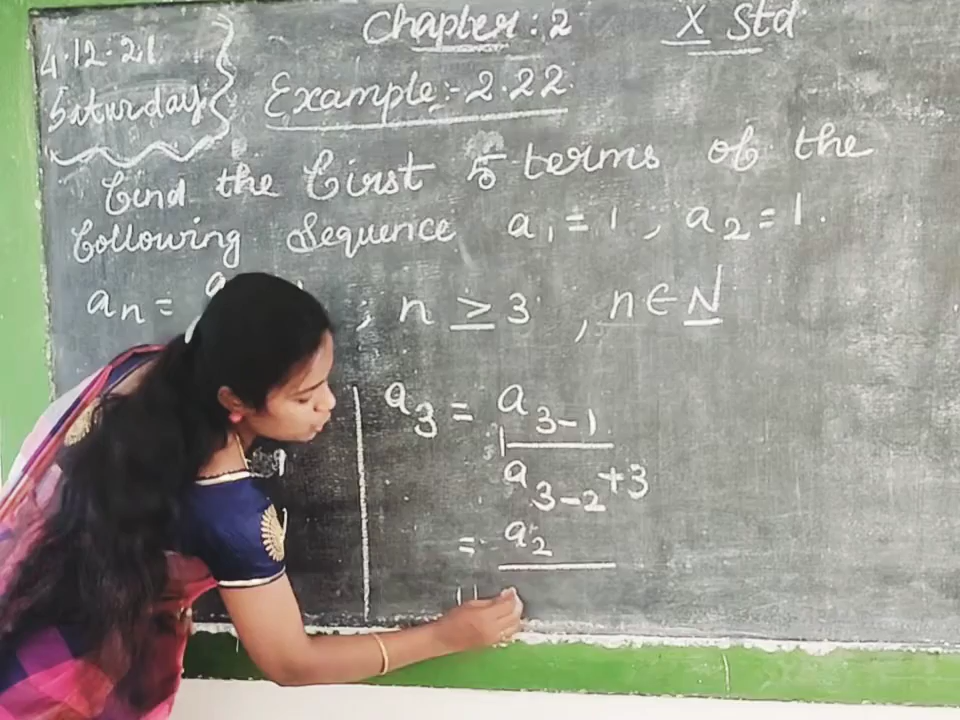 Chapter: 2 X Std
4.12.21
Saturday
Example:- 2.22.
Find the First 5 terms of the
Following Sequence a₁ = 1, a₂ = 1.
aₙ = a ; n ≥ 3 , n ∈ N
a₃ = a₃₋₁
a₃₋₂ + 3
= a₂